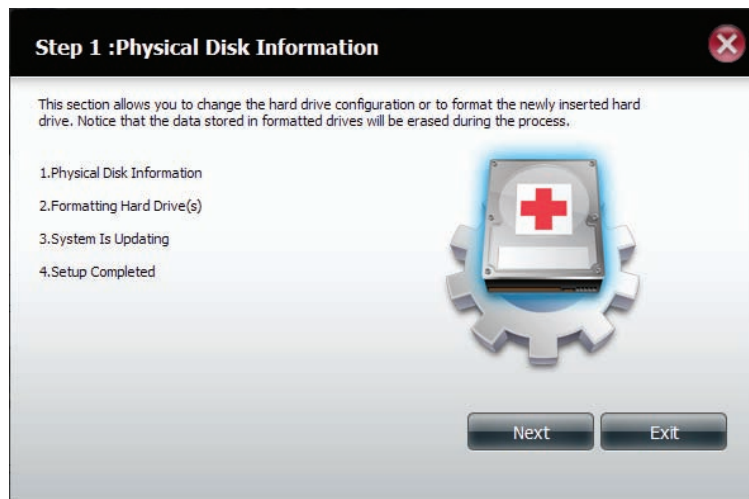 Step 1 :Physical Disk Information
This section allows you to change the hard drive configuration or to format the newly inserted hard
drive. Notice that the data stored in formatted drives will be erased during the process.
1.Physical Disk Information
2.Formatting Hard Drive(s)
3.System Is Updating
4.Setup Completed
Next
Exit